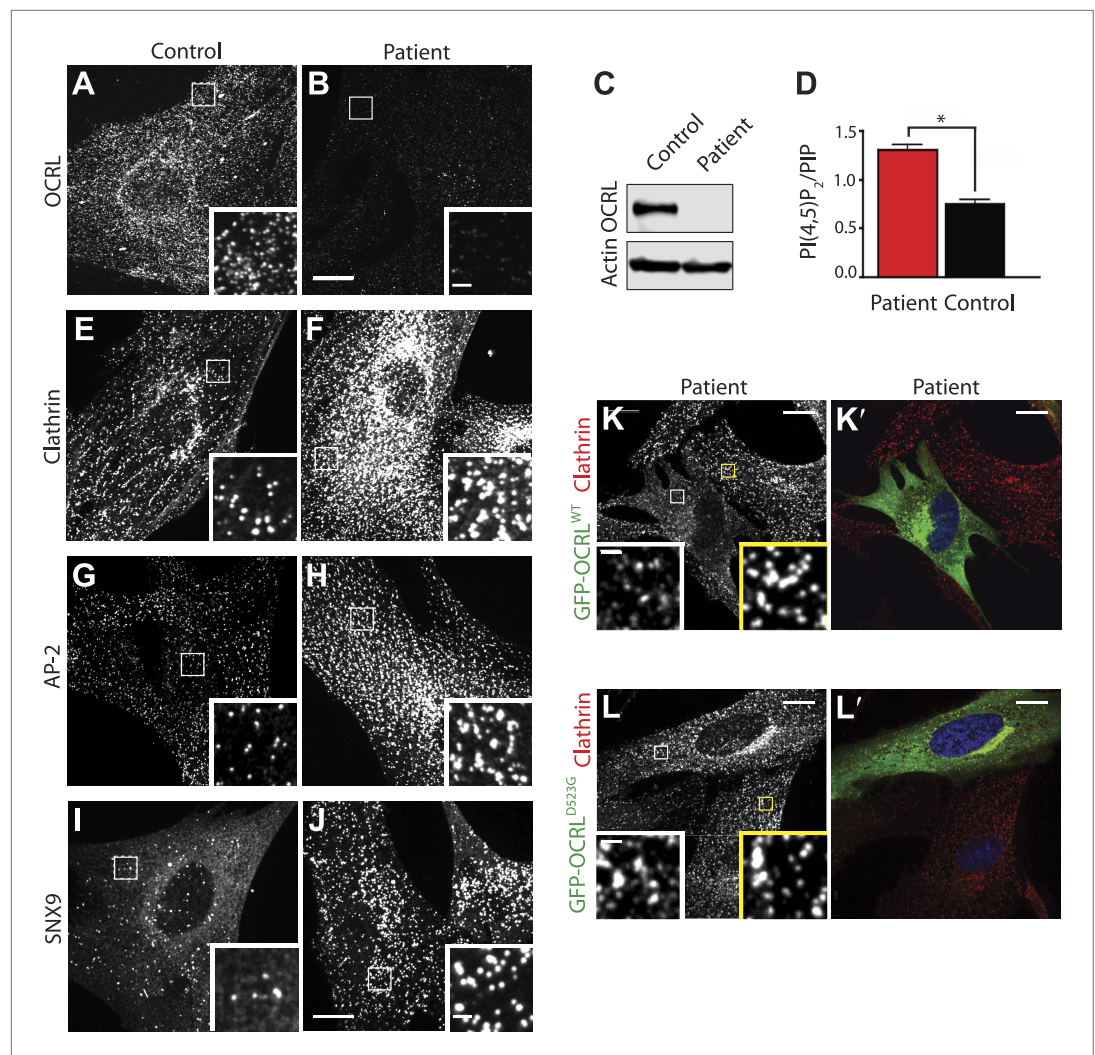 Control
Patient
A
B
OCRL
C
Control
Patient
OCRL
Actin
D
*
PI(4,5)P₂/PIP
1.5
1.0
0.5
0.0
Patient Control
E
F
Clathrin
G
H
AP-2
I
J
SNX9
Patient
Patient
K
K′
GFP-OCRLᵂᵀ Clathrin
L
L′
GFP-OCRLᴰ⁵²³ᴳ Clathrin